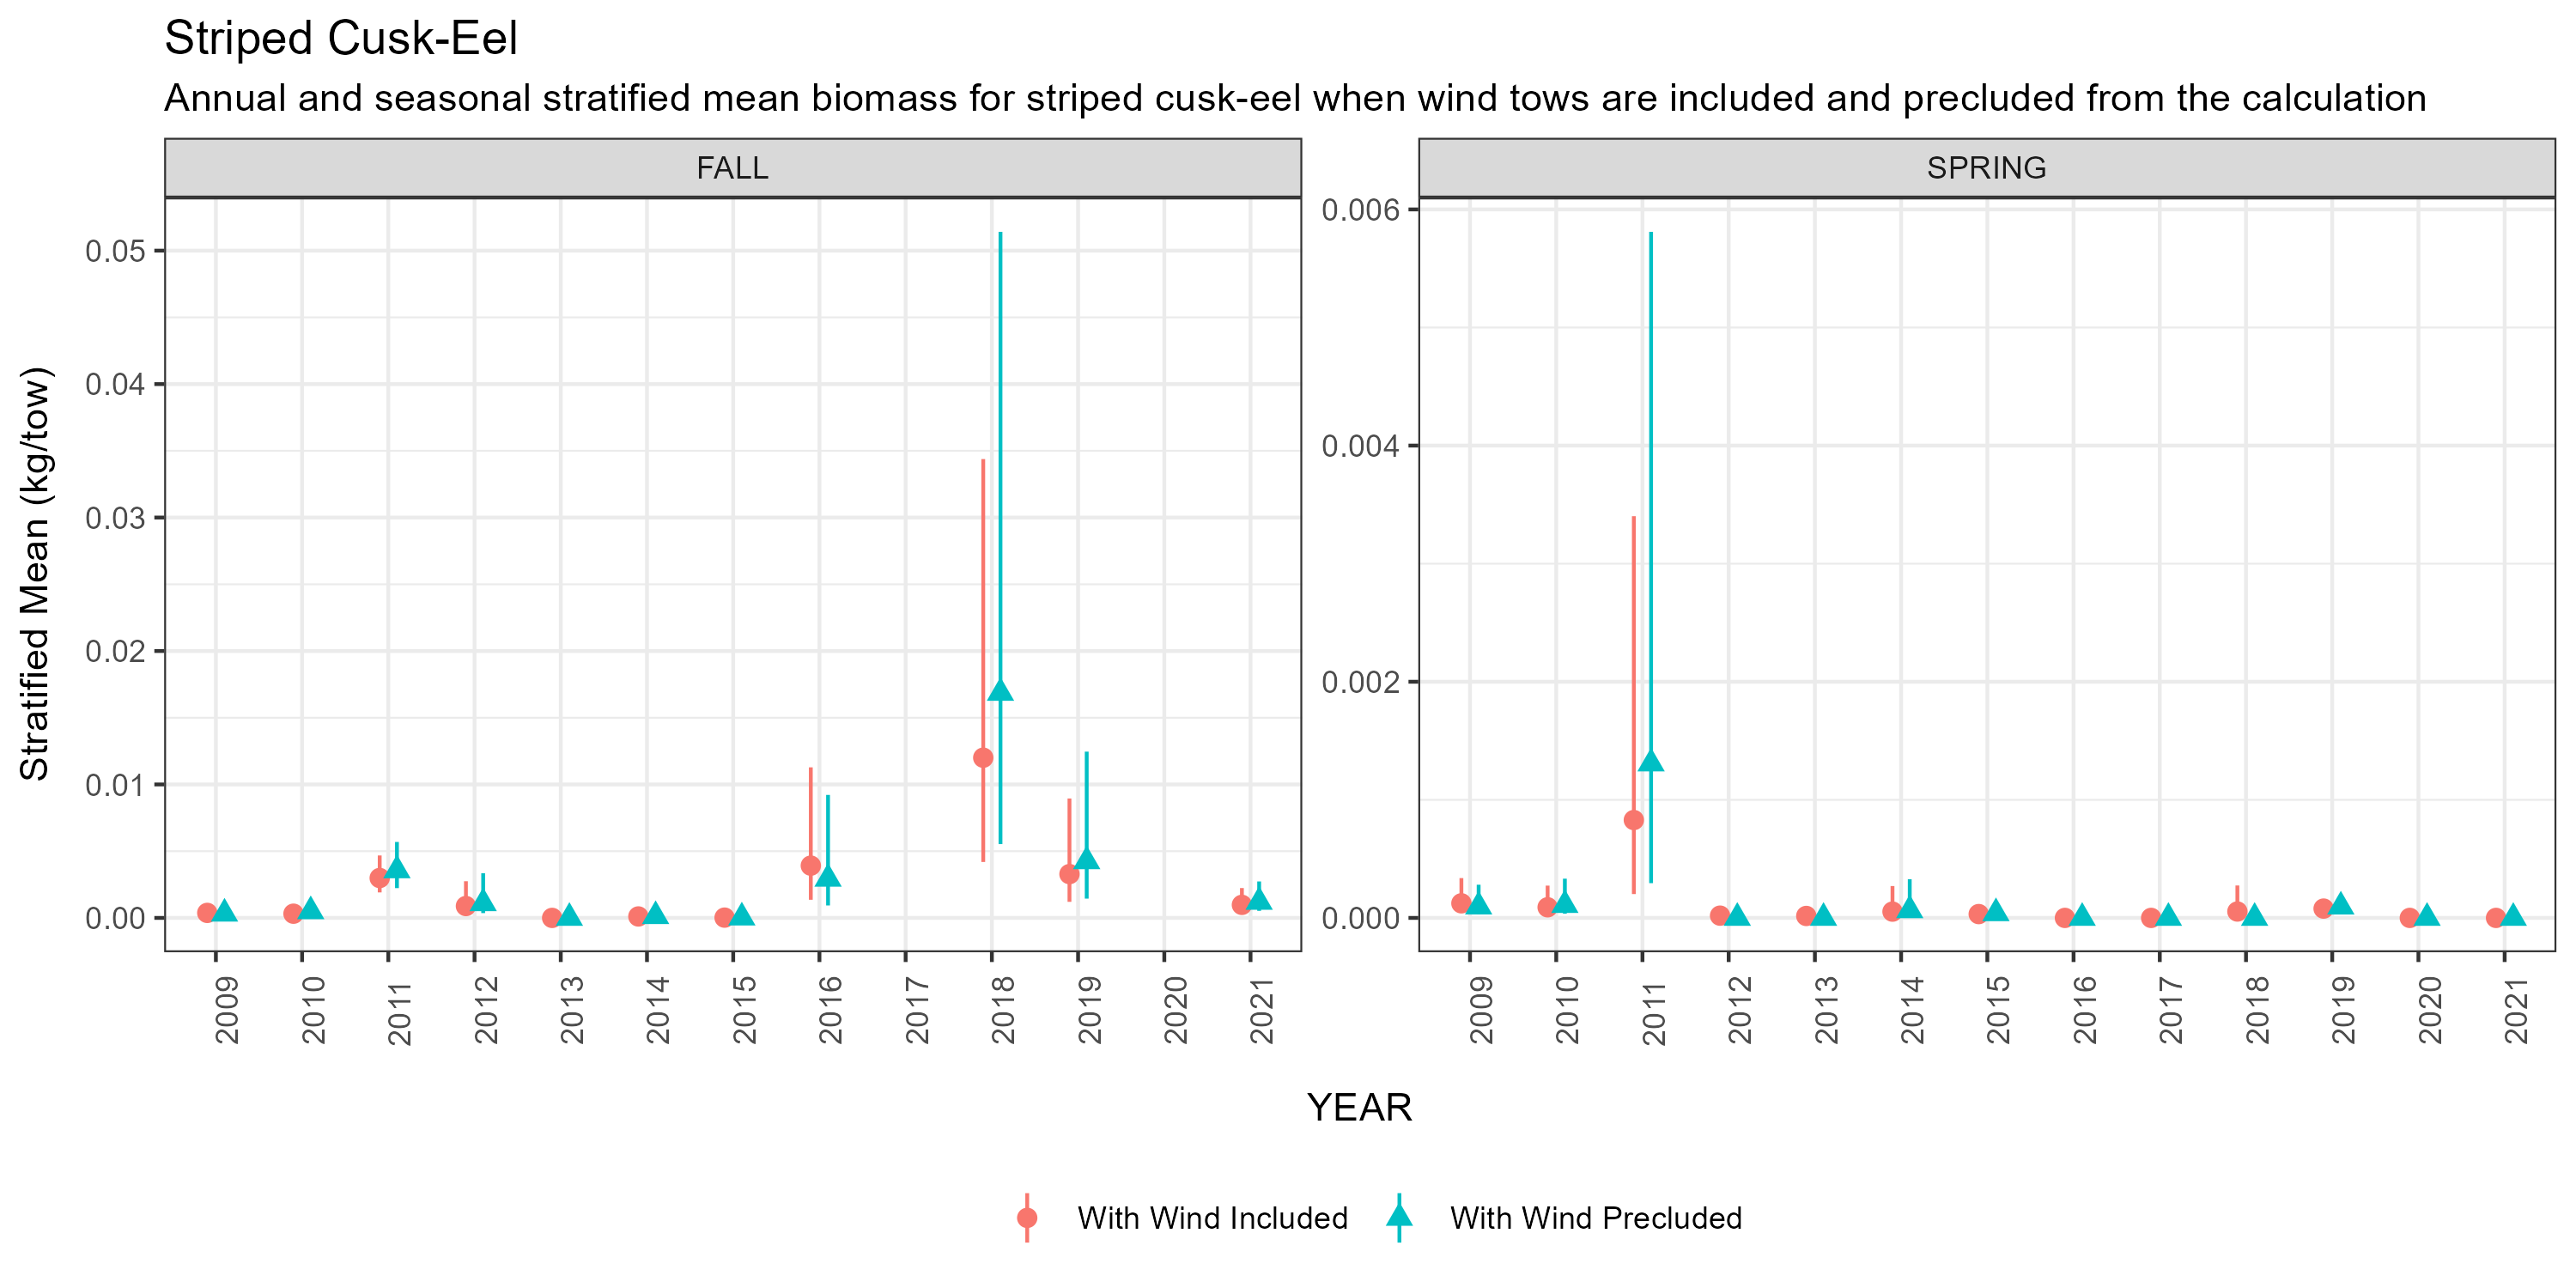 Striped Cusk-Eel
Annual and seasonal stratified mean biomass for striped cusk-eel when wind tows are included and precluded from the calculation
FALL
SPRING
Stratified Mean (kg/tow)
0.05
0.04
0.03
0.02
0.01
0.00
0.006
0.004
0.002
0.000
2009 2010 2011 2012 2013 2014 2015 2016 2017 2018 2019 2020 2021
2009 2010 2011 2012 2013 2014 2015 2016 2017 2018 2019 2020 2021
YEAR
With Wind Included
With Wind Precluded